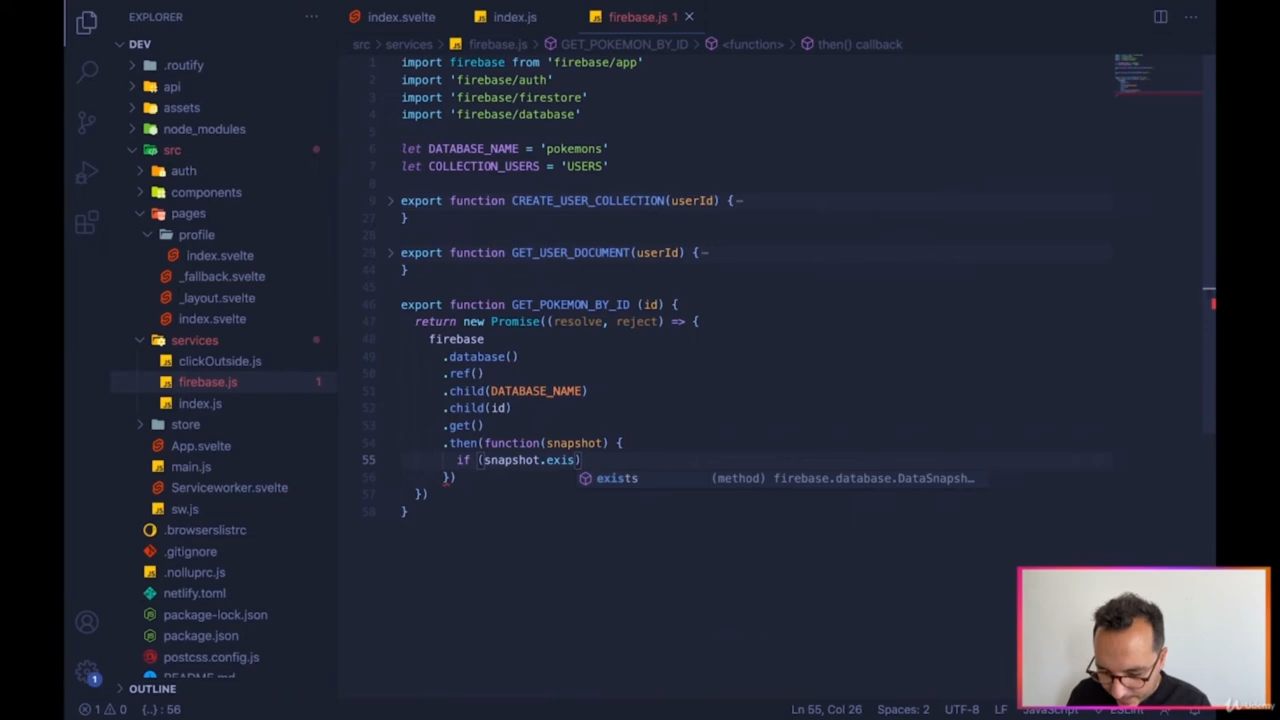 EXPLORER
···
index.svelte
index.js
firebase.js 1
DEV
src > services > firebase.js > GET_POKEMON_BY_ID > <function> > then() callback
.routify
api
assets
node_modules
src
auth
components
pages
profile
index.svelte
_fallback.svelte
_layout.svelte
index.svelte
services
clickOutside.js
firebase.js 1
index.js
store
App.svelte
main.js
Serviceworker.svelte
sw.js
.browserslistrc
.gitignore
.nolluprc.js
netlify.toml
package-lock.json
package.json
postcss.config.js
README.md
OUTLINE
1 import firebase from 'firebase/app'
2 import 'firebase/auth'
3 import 'firebase/firestore'
4 import 'firebase/database'
5
6 let DATABASE_NAME = 'pokemons'
7 let COLLECTION_USERS = 'USERS'
8
9 export function CREATE_USER_COLLECTION(userId) {
27 }
28
29 export function GET_USER_DOCUMENT(userId) {
44 }
45
46 export function GET_POKEMON_BY_ID (id) {
47 return new Promise((resolve, reject) => {
48 firebase
49 .database()
50 .ref()
51 .child(DATABASE_NAME)
52 .child(id)
53 .get()
54 .then(function(snapshot) {
55 if (snapshot.exis)
exists (method) firebase.database.DataSnapsh…
56 })
57 })
58 }
1
1 0 {..} : 56
Ln 55, Col 26
Spaces: 2
UTF-8
LF
JavaScript
ESLint
Udemy